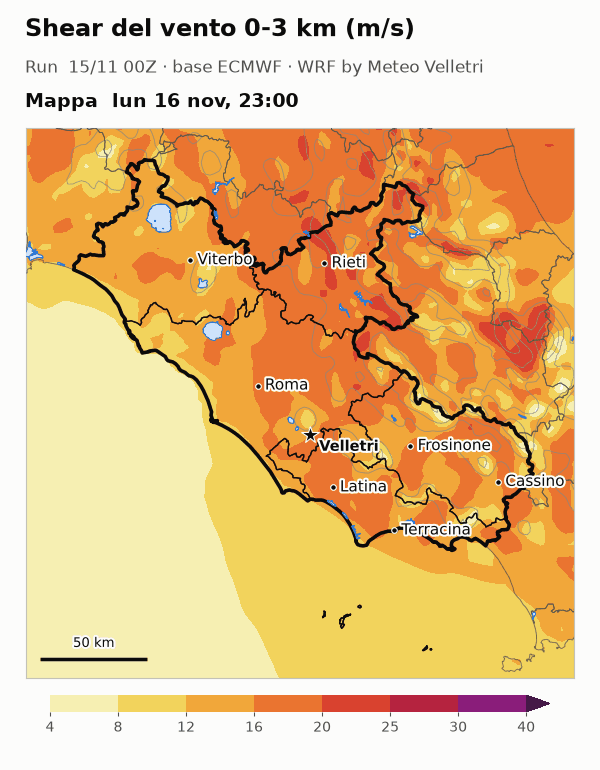 Shear del vento 0-3 km (m/s)
Run  15/11 00Z · base ECMWF · WRF by Meteo Velletri
Mappa  lun 16 nov, 23:00
Viterbo
Rieti
Roma
Velletri
Frosinone
Latina
Cassino
Terracina
50 km
4 8 12 16 20 25 30 40